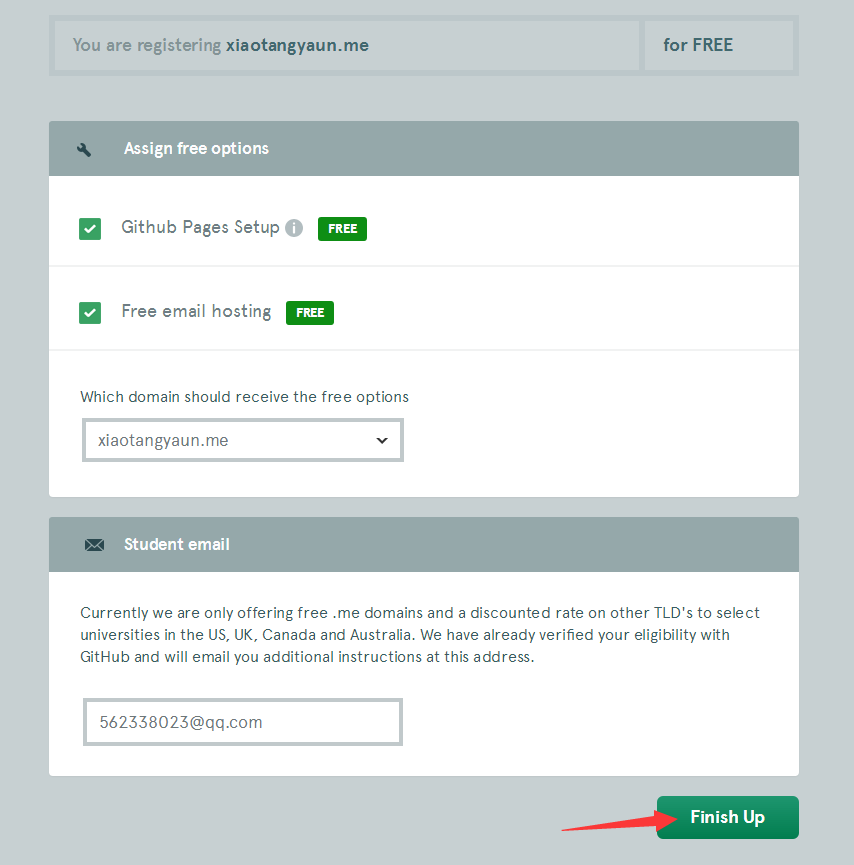 You are registering xiaotangyaun.me for FREE
Assign free options
Github Pages Setup i FREE
Free email hosting FREE
Which domain should receive the free options
xiaotangyaun.me
Student email
Currently we are only offering free .me domains and a discounted rate on other TLD's to select
universities in the US, UK, Canada and Australia. We have already verified your eligibility with
GitHub and will email you additional instructions at this address.
562338023@qq.com
Finish Up